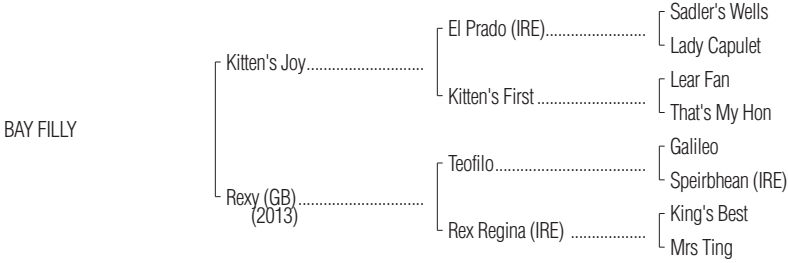 Sadler's Wells
El Prado (IRE)........................
Lady Capulet
Kitten's Joy............................
Lear Fan
Kitten's First ..........................
That's My Hon
BAY FILLY
Galileo
Teofilo....................................
Speirbhean (IRE)
Rexy (GB)..............................
(2013)
King's Best
Rex Regina (IRE) ..................
Mrs Ting